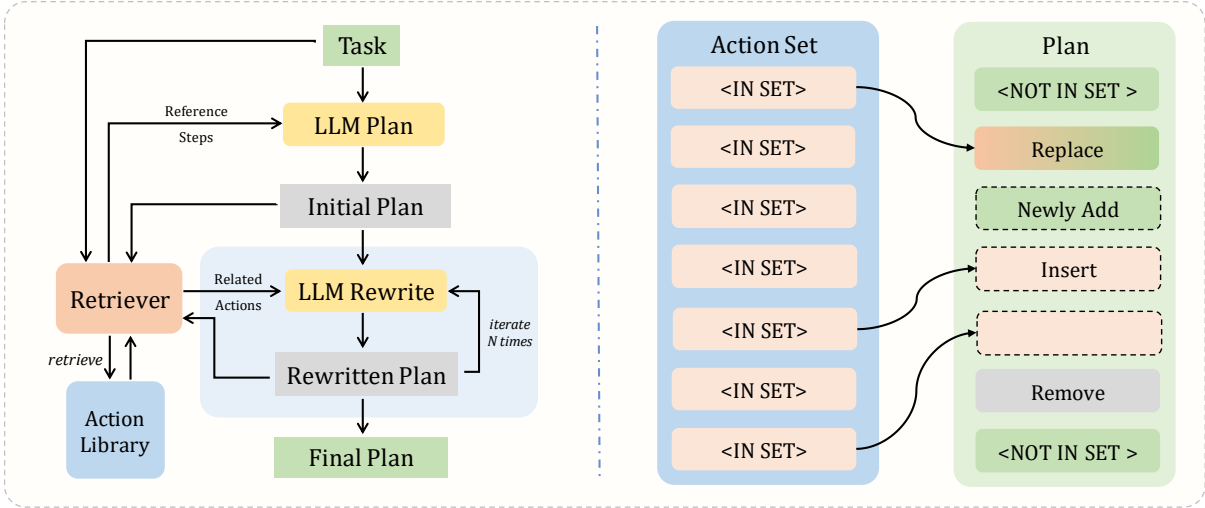 Task
Reference
Steps
LLM Plan
Initial Plan
Retriever
Related
Actions
LLM Rewrite
iterate
N times
retrieve
Rewritten Plan
Action
Library
Final Plan
Action Set
<IN SET>
<IN SET>
<IN SET>
<IN SET>
<IN SET>
<IN SET>
<IN SET>
Plan
<NOT IN SET >
Replace
Newly Add
Insert
Remove
<NOT IN SET >